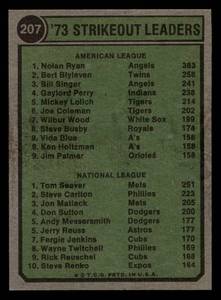 207
'73 STRIKEOUT LEADERS
AMERICAN LEAGUE
1. Nolan Ryan Angels 383
2. Bert Blyleven Twins 258
3. Bill Singer Angels 241
4. Gaylord Perry Indians 238
5. Mickey Lolich Tigers 214
6. Joe Coleman Tigers 202
7. Wilbur Wood White Sox 199
8. Steve Busby Royals 174
9. Vida Blue A's 158
9. Ken Holtzman A's 158
9. Jim Palmer Orioles 158
NATIONAL LEAGUE
1. Tom Seaver Mets 251
2. Steve Carlton Phillies 223
3. Jon Matlack Mets 205
4. Don Sutton Dodgers 200
5. Andy Messersmith Dodgers 177
5. Jerry Reuss Astros 177
7. Fergie Jenkins Cubs 170
8. Wayne Twitchell Phillies 169
9. Rick Reuschel Cubs 168
10. Steve Renko Expos 164
© T.C.G. PRTD. IN U.S.A.